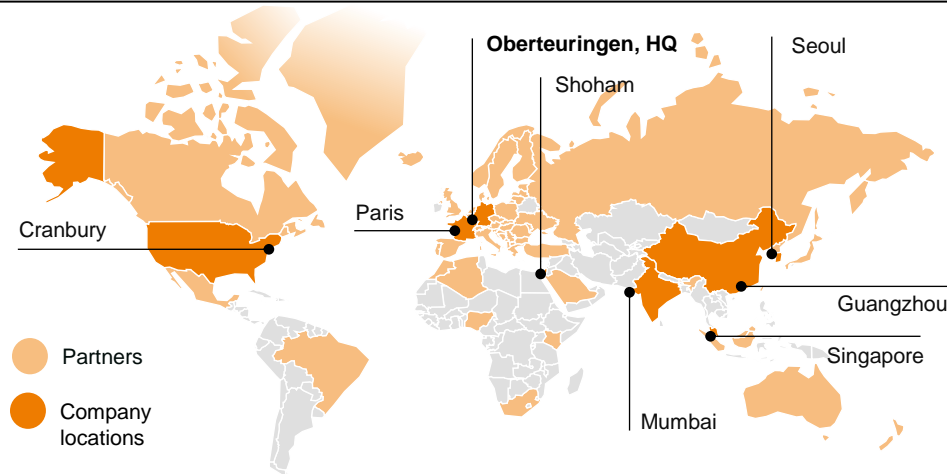 Oberteuringen, HQ
Seoul
Shoham
Paris
Cranbury
Guangzhou
Partners
Singapore
Company
locations
Mumbai